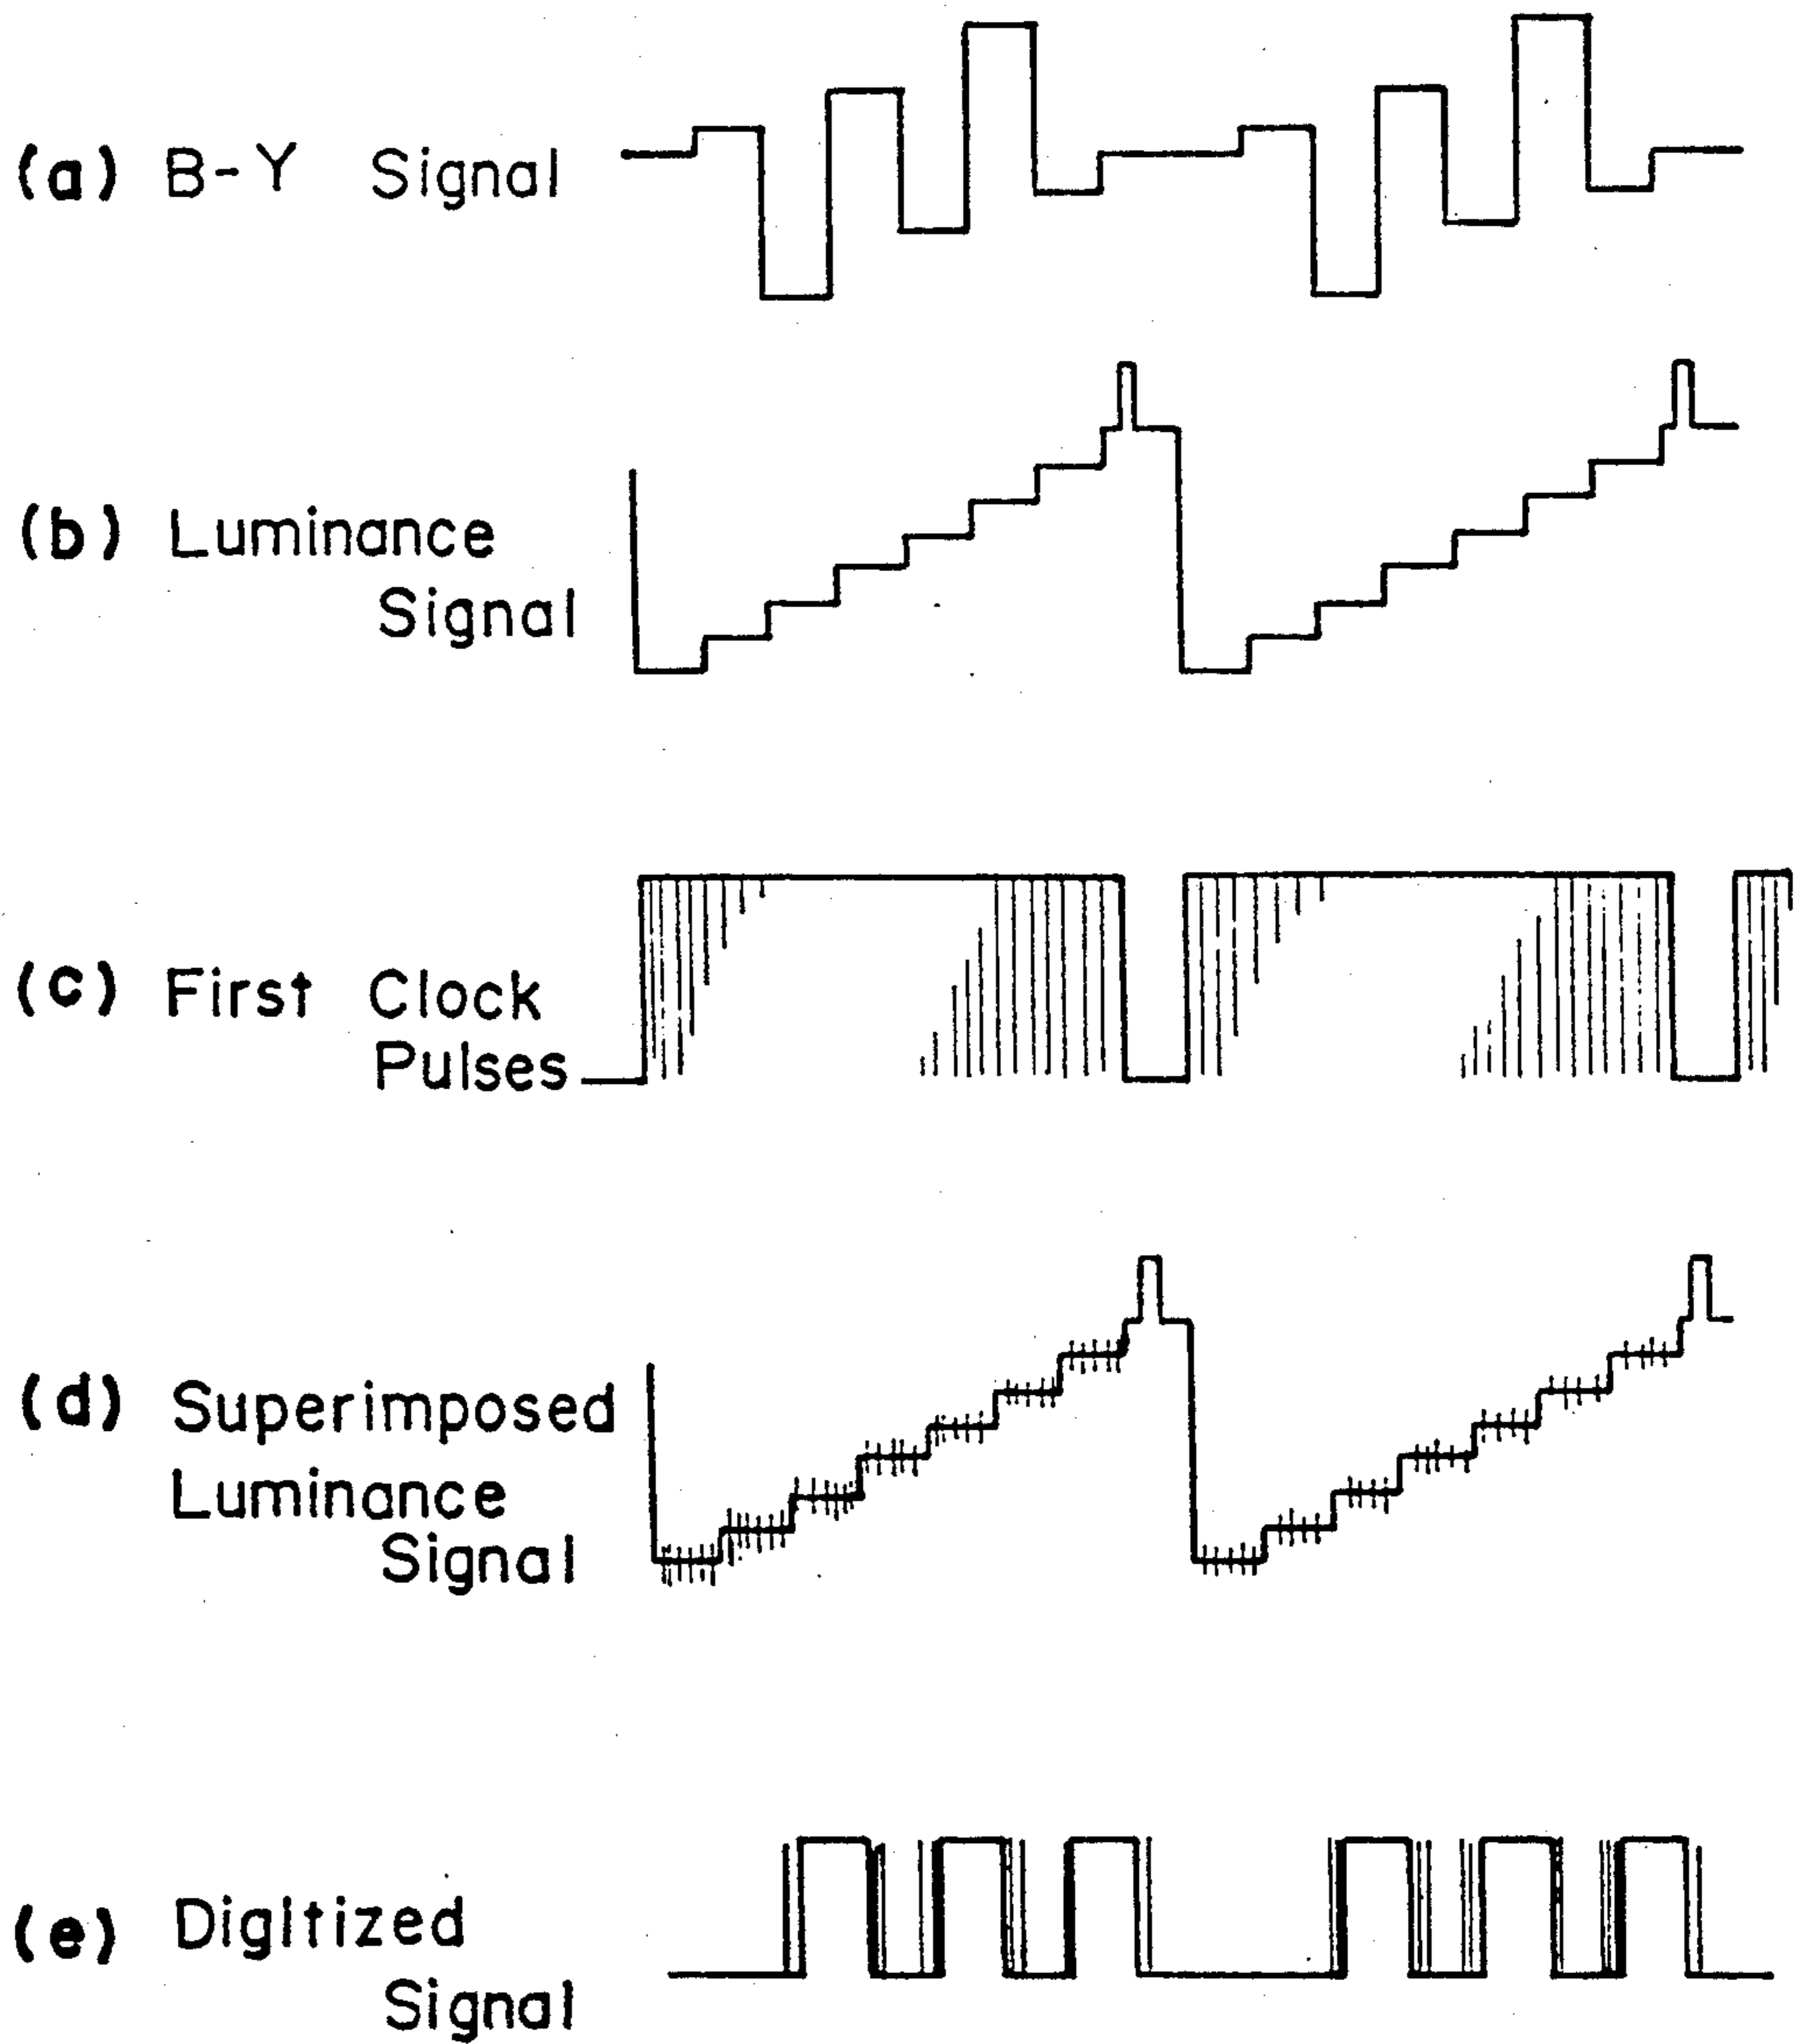 (a) B-Y Signal
(b) Luminance
Signal
(c) First Clock
Pulses
(d) Superimposed
Luminance
Signal
(e) Digitized
Signal